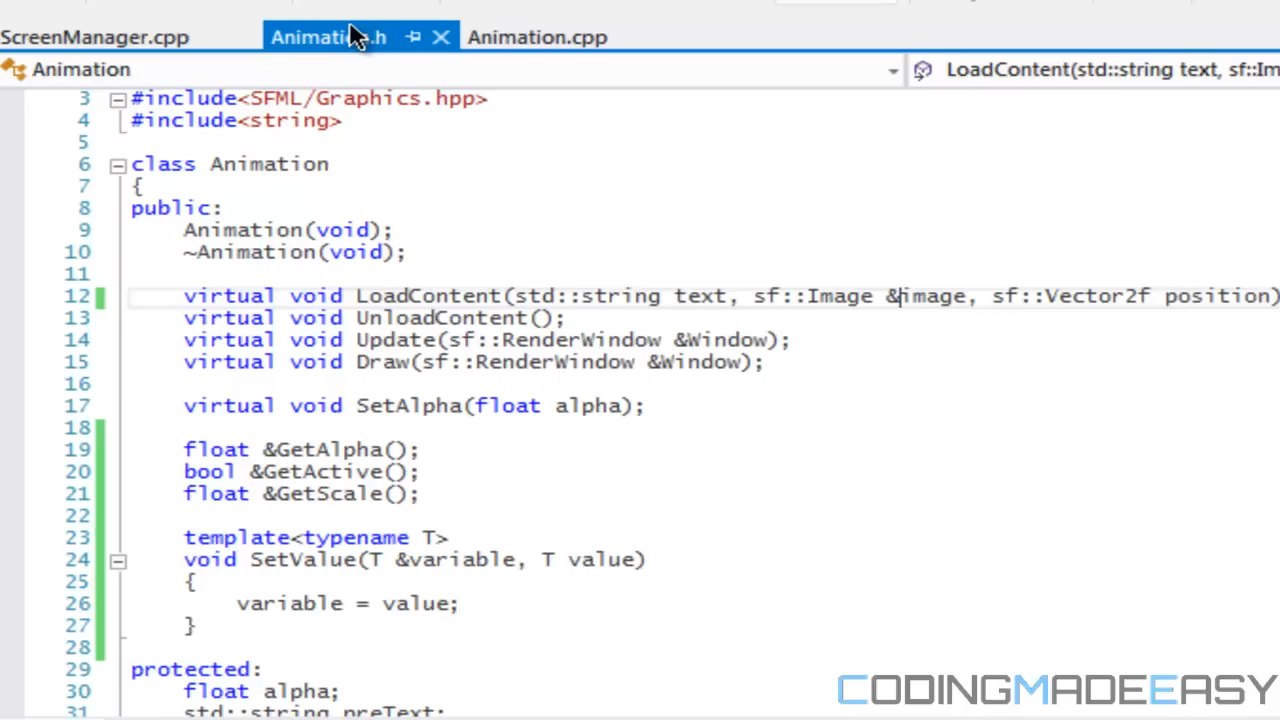 ScreenManager.cpp Animation.h Animation.cpp
Animation LoadContent(std::string text, sf::Im
3 #include<SFML/Graphics.hpp>
4 #include<string>
5
6 class Animation
7 {
8 public:
9 Animation(void);
10 ~Animation(void);
11
12 virtual void LoadContent(std::string text, sf::Image &image, sf::Vector2f position)
13 virtual void UnloadContent();
14 virtual void Update(sf::RenderWindow &Window);
15 virtual void Draw(sf::RenderWindow &Window);
16
17 virtual void SetAlpha(float alpha);
18
19 float &GetAlpha();
20 bool &GetActive();
21 float &GetScale();
22
23 template<typename T>
24 void SetValue(T &variable, T value)
25 {
26 variable = value;
27 }
28
29 protected:
30 float alpha;
31 std::string preText;
CODINGMADEEASY